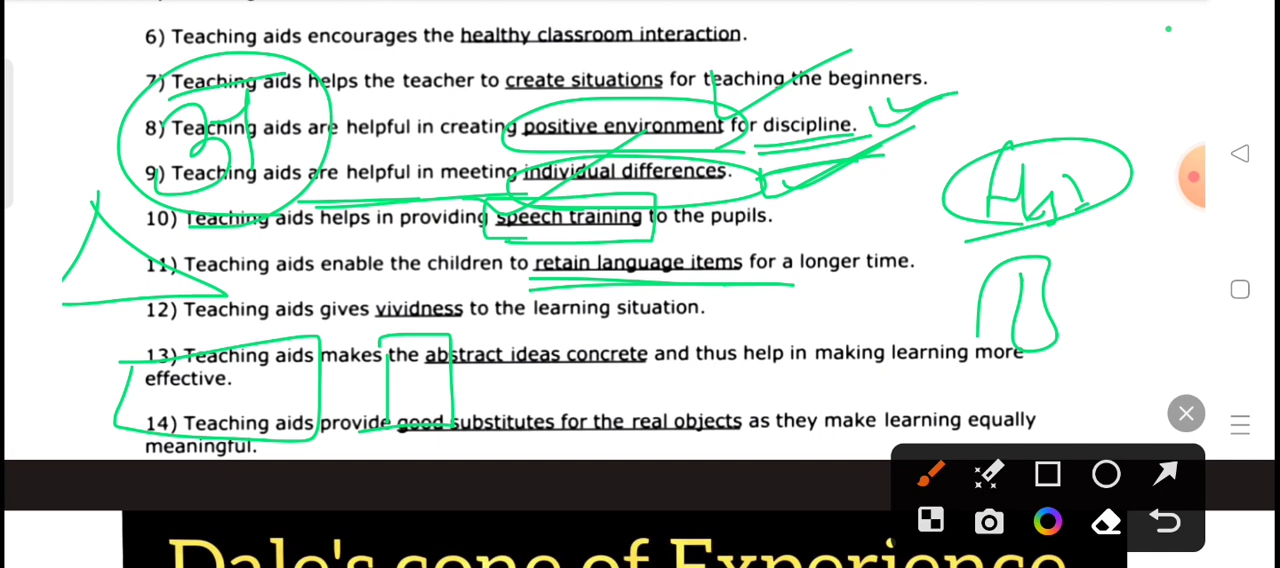 6) Teaching aids encourages the healthy classroom interaction.
7) Teaching aids helps the teacher to create situations for teaching the beginners.
8) Teaching aids are helpful in creating positive environment for discipline.
9) Teaching aids are helpful in meeting individual differences.
10) Teaching aids helps in providing speech training to the pupils.
11) Teaching aids enable the children to retain language items for a longer time.
12) Teaching aids gives vividness to the learning situation.
13) Teaching aids makes the abstract ideas concrete and thus help in making learning more
effective.
14) Teaching aids provide good substitutes for the real objects as they make learning equally
meaningful.
Dale's cone of Experience